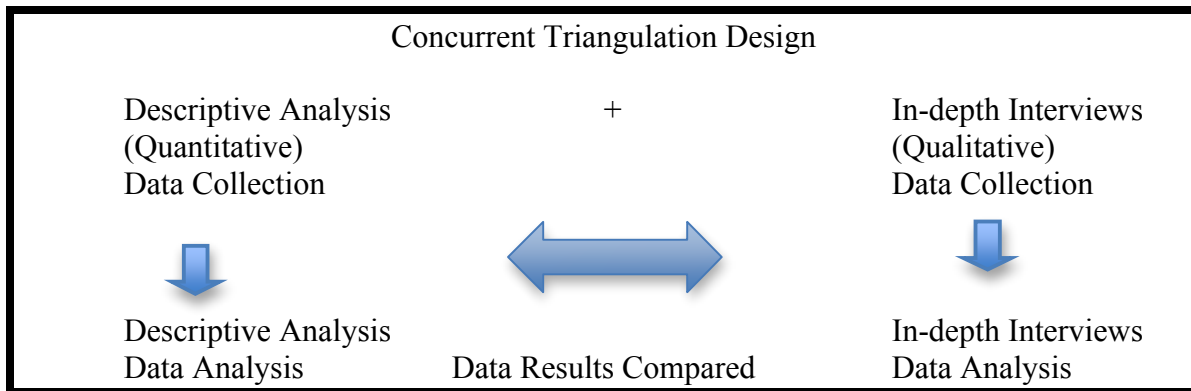 Concurrent Triangulation Design
Descriptive Analysis + In-depth Interviews
(Quantitative) (Qualitative)
Data Collection Data Collection
Descriptive Analysis In-depth Interviews
Data Analysis Data Results Compared Data Analysis